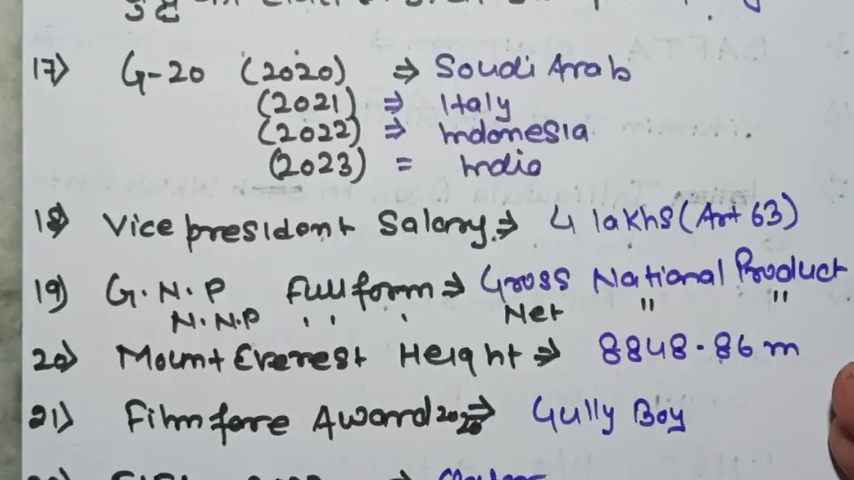 17) G-20 (2020) ⇒ Soudi Arab
(2021) ⇒ Italy
(2022) ⇒ Indonesia
(2023) = India
18) Vice president Salary ⇒ 4 lakhs (Art 63)
19) G.N.P Full form ⇒ Gross National Product
N.N.P " " " Net " "
20) Mount Everest Height ⇒ 8848.86 m
21) Filmfare Award 2020 ⇒ Gully Boy